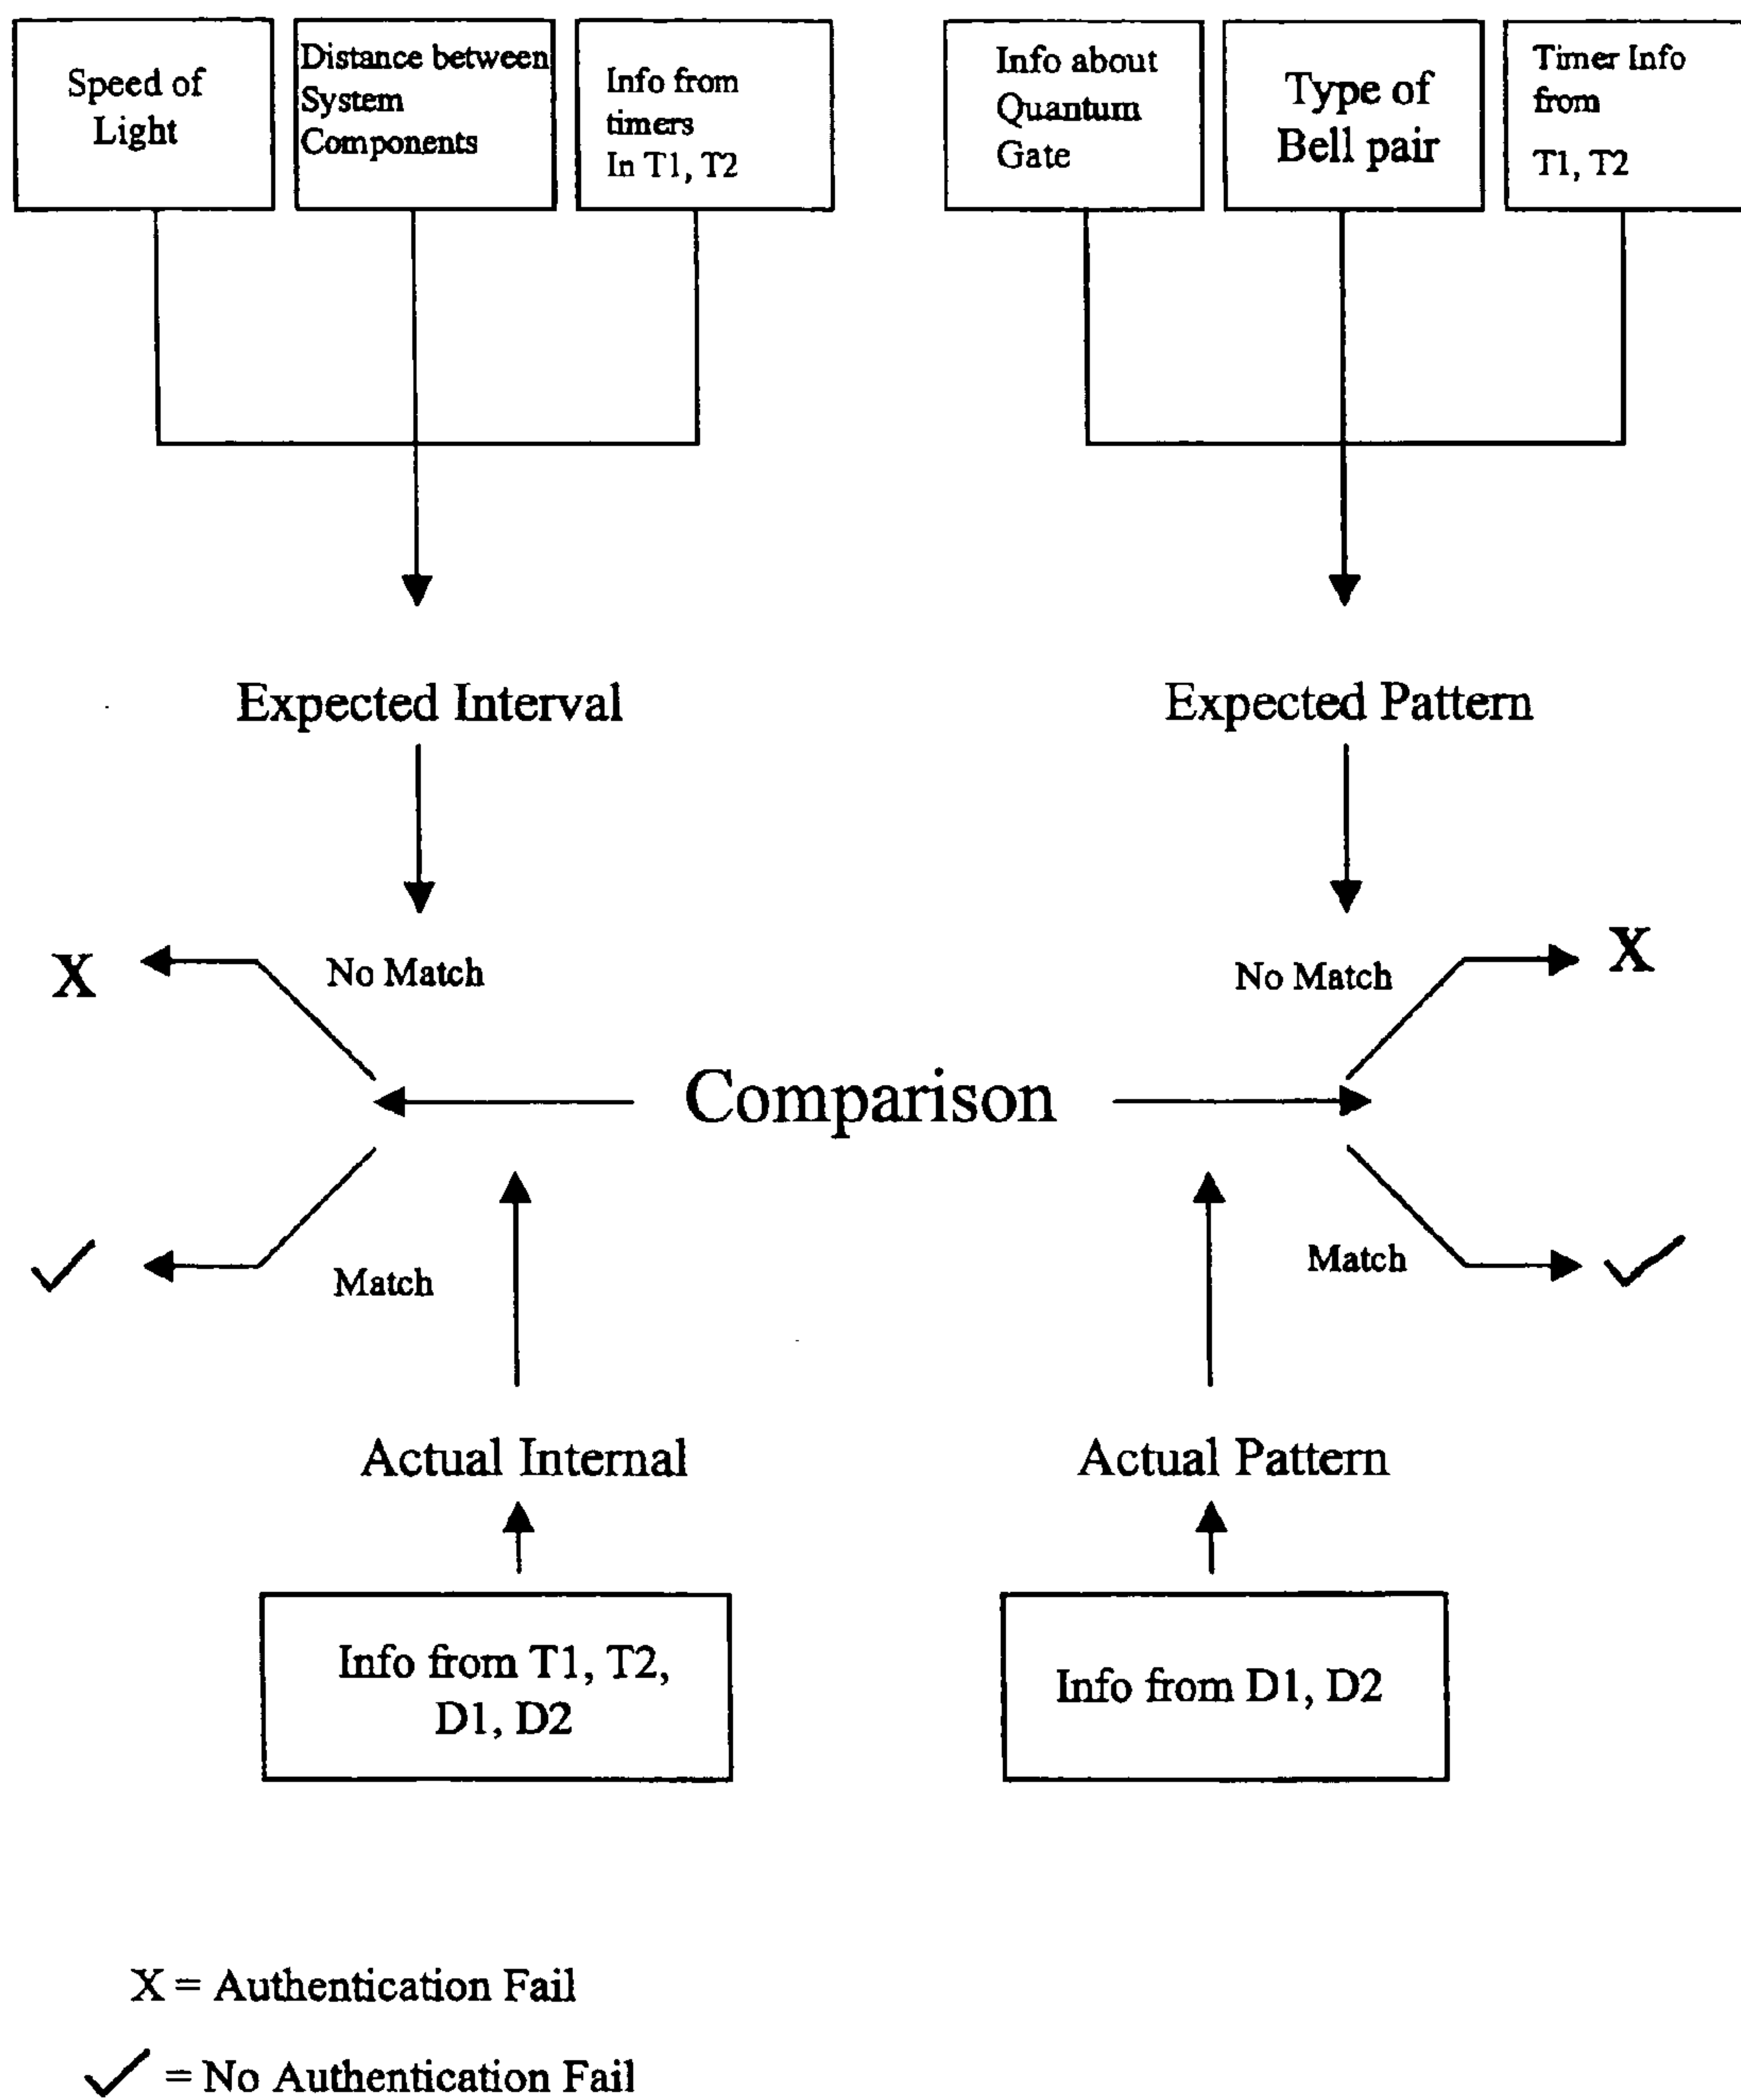 Speed of
Light
Distance between
System
Components
Info from
timers
In T1, T2
Info about
Quantum
Gate
Type of
Bell pair
Timer Info
from
T1, T2
Expected Interval
Expected Pattern
X
No Match
No Match
X
Comparison
Match
Match
Actual Internal
Actual Pattern
Info from T1, T2,
D1, D2
Info from D1, D2
X = Authentication Fail
✓ = No Authentication Fail